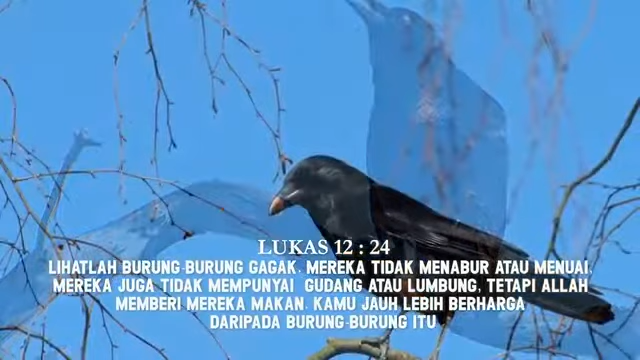 LUKAS 12 : 24
LIHATLAH BURUNG-BURUNG GAGAK. MEREKA TIDAK MENABUR ATAU MENUAI,
MEREKA JUGA TIDAK MEMPUNYAI GUDANG ATAU LUMBUNG, TETAPI ALLAH
MEMBERI MEREKA MAKAN. KAMU JAUH LEBIH BERHARGA
DARIPADA BURUNG-BURUNG ITU